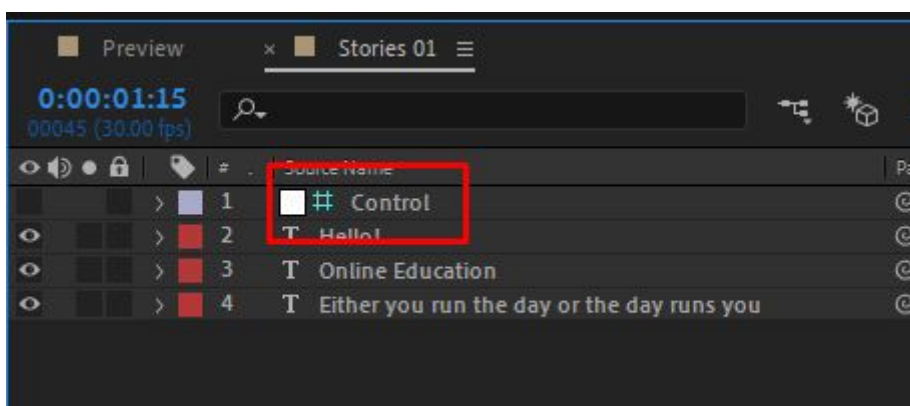 Preview × Stories 01
0:00:01:15
00045 (30.00 fps)
# . Source Name
1 Control
2 T Hello!
3 T Online Education
4 T Either you run the day or the day runs you